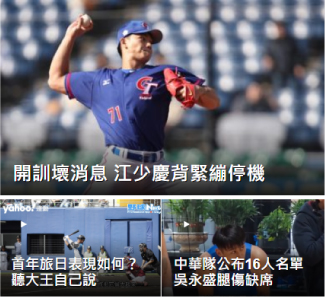 CT
71
開訓壞消息 江少慶背緊繃停機
yahoo!
首年旅日表現如何？
聽大王自己說
中華隊公布16人名單
吳永盛腿傷缺席